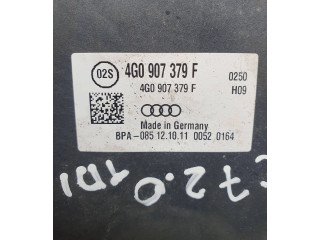 02S
4G0 907 379 F
4G0 907 379 F
0250
H09
Made in Germany
BPA-085 12.10.11 0052 0164
C7 2.0 TDI